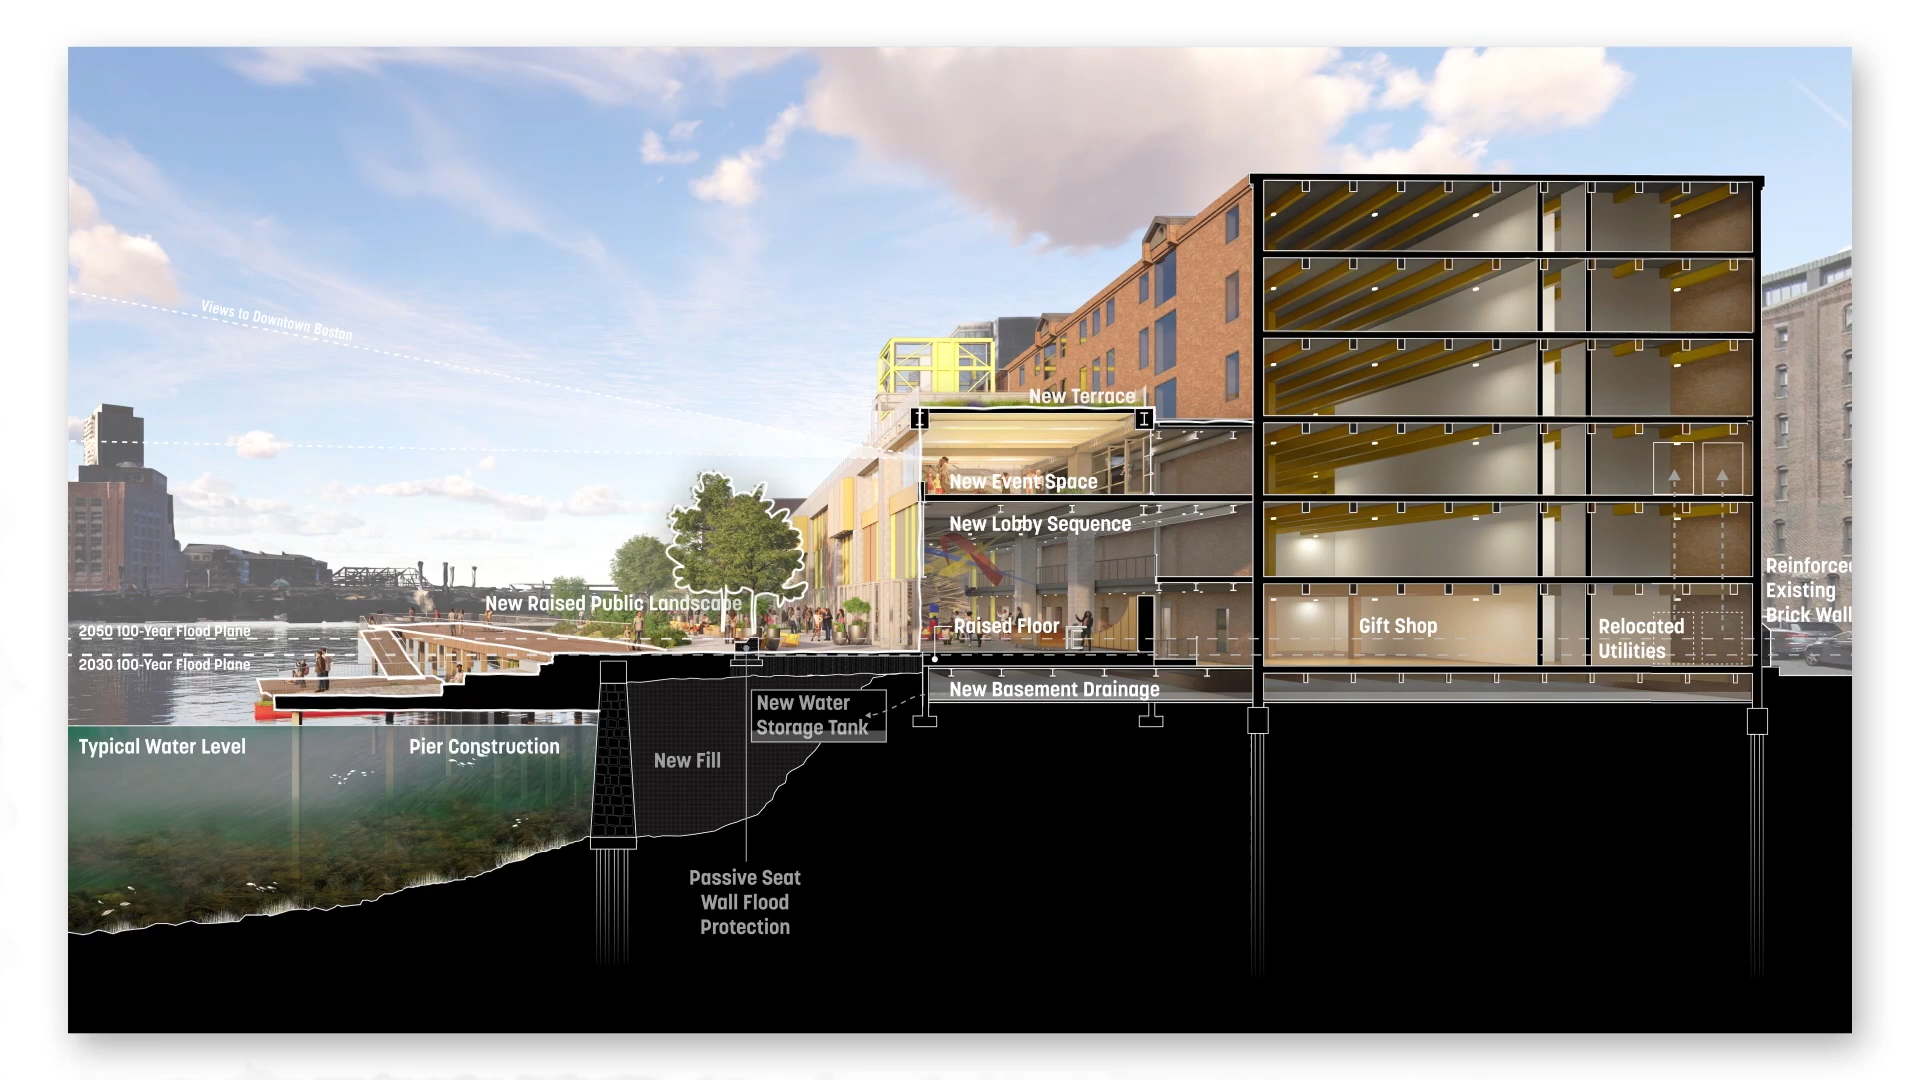 Views to Downtown Boston
New Terrace
New Event Space
New Lobby Sequence
Reinforced
Existing
Brick Wall
New Raised Public Landscape
2050 100-Year Flood Plane
Raised Floor
Gift Shop
Relocated
Utilities
2030 100-Year Flood Plane
New Basement Drainage
New Water
Storage Tank
Typical Water Level
Pier Construction
New Fill
Passive Seat
Wall Flood
Protection